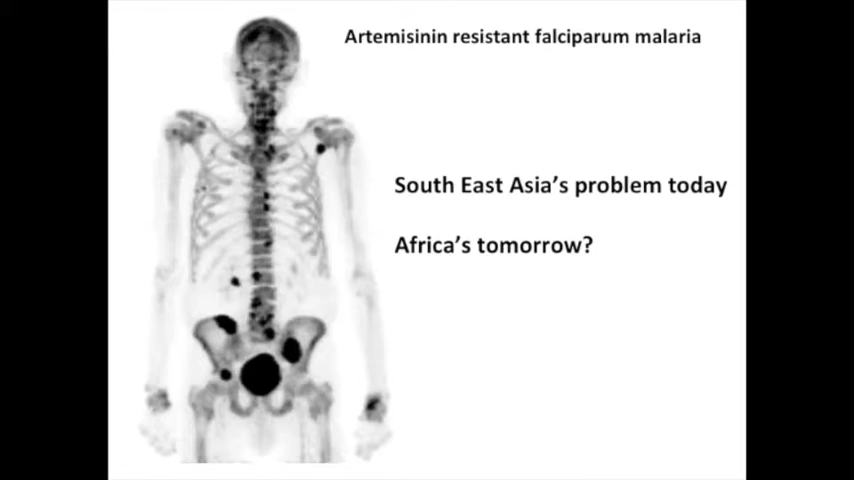 Artemisinin resistant falciparum malaria
South East Asia's problem today
Africa's tomorrow?